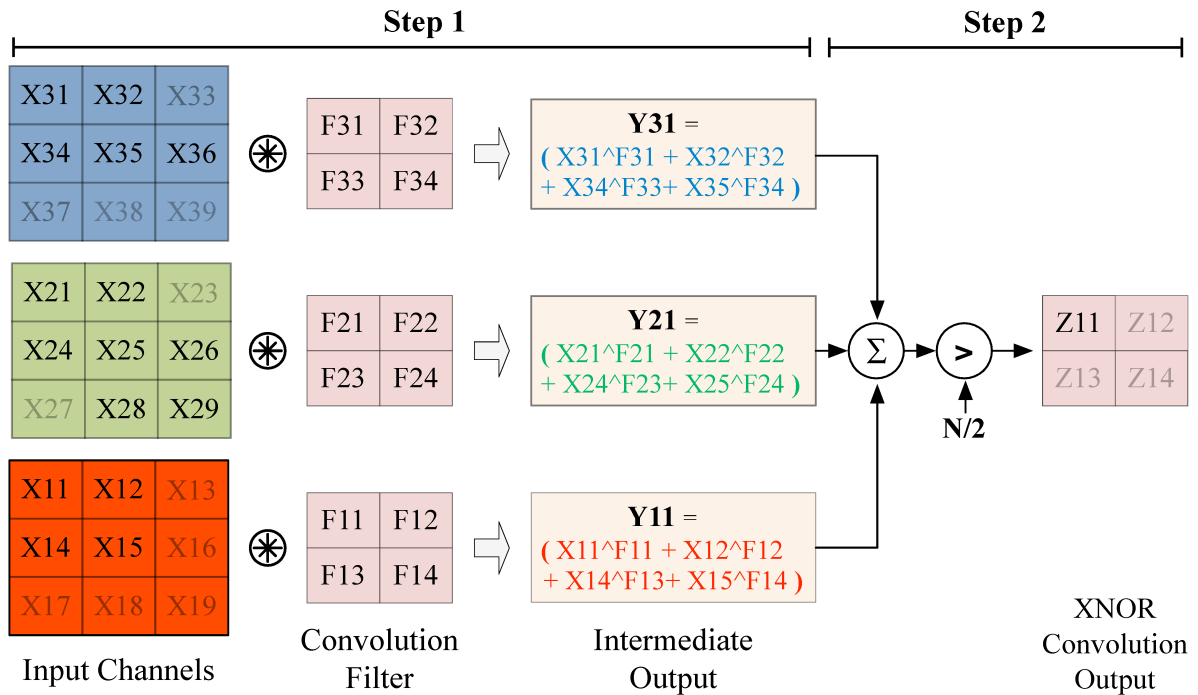 Step 1
Step 2
X31 X32 X33
X34 X35 X36
X37 X38 X39
F31 F32
F33 F34
Y31 =
( X31^F31 + X32^F32
+ X34^F33+ X35^F34 )
X21 X22 X23
X24 X25 X26
X27 X28 X29
F21 F22
F23 F24
Y21 =
( X21^F21 + X22^F22
+ X24^F23+ X25^F24 )
Σ
>
N/2
Z11 Z12
Z13 Z14
X11 X12 X13
X14 X15 X16
X17 X18 X19
F11 F12
F13 F14
Y11 =
( X11^F11 + X12^F12
+ X14^F13+ X15^F14 )
Input Channels
Convolution
Filter
Intermediate
Output
XNOR
Convolution
Output